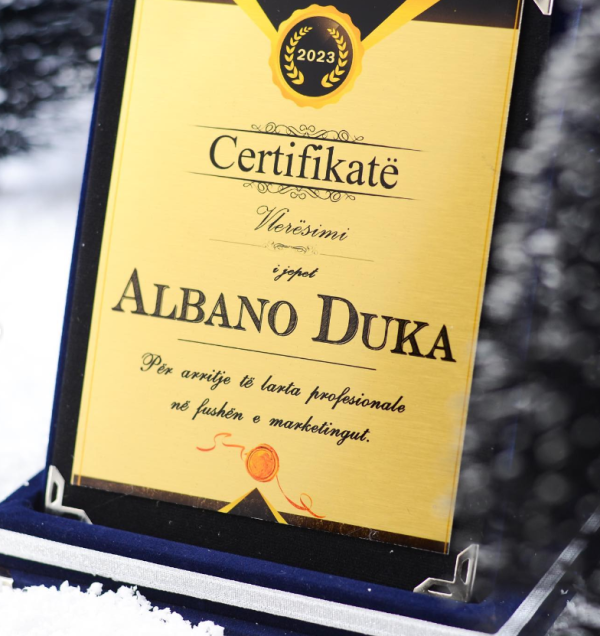 2023
Certifikatë
Vlerësimi
i jepet
ALBANO DUKA
Për arritje të larta profesionale
në fushën e marketingut.